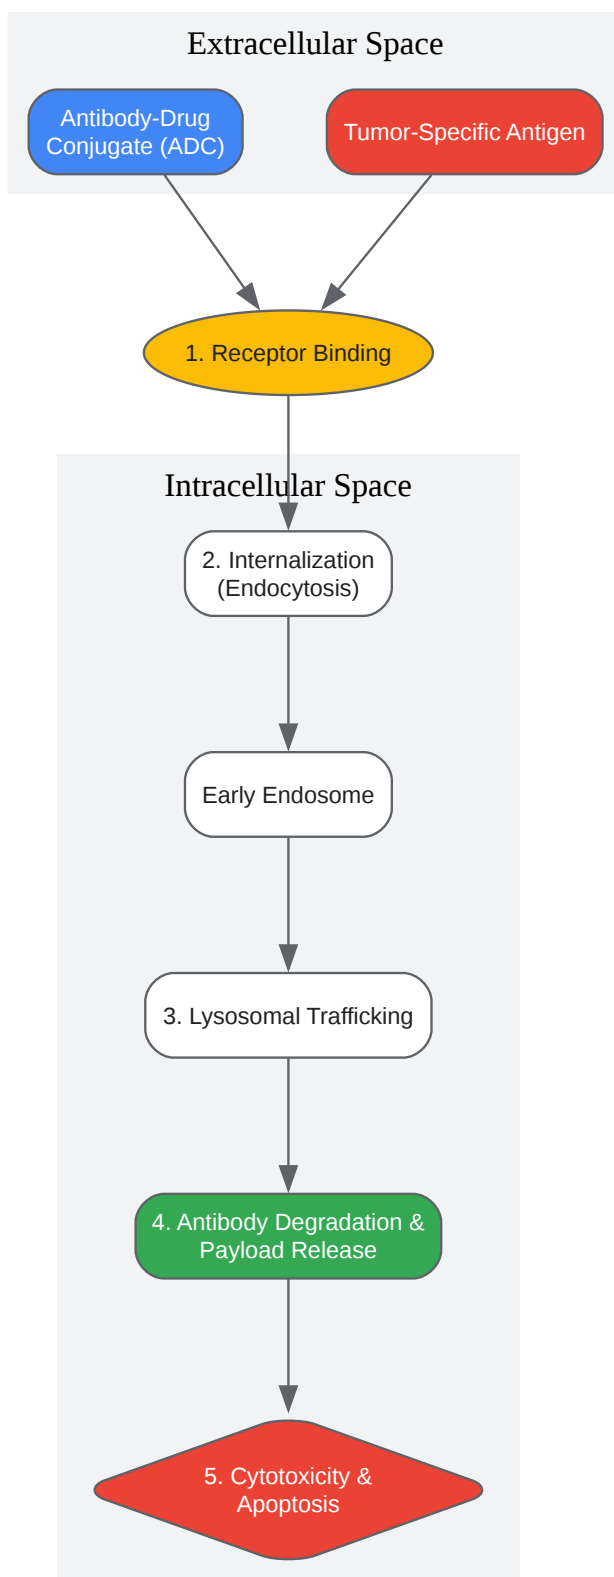 Extracellular Space
Antibody-Drug
Conjugate (ADC)
Tumor-Specific Antigen
1. Receptor Binding
Intracellular Space
2. Internalization
(Endocytosis)
Early Endosome
3. Lysosomal Trafficking
4. Antibody Degradation &
Payload Release
5. Cytotoxicity &
Apoptosis